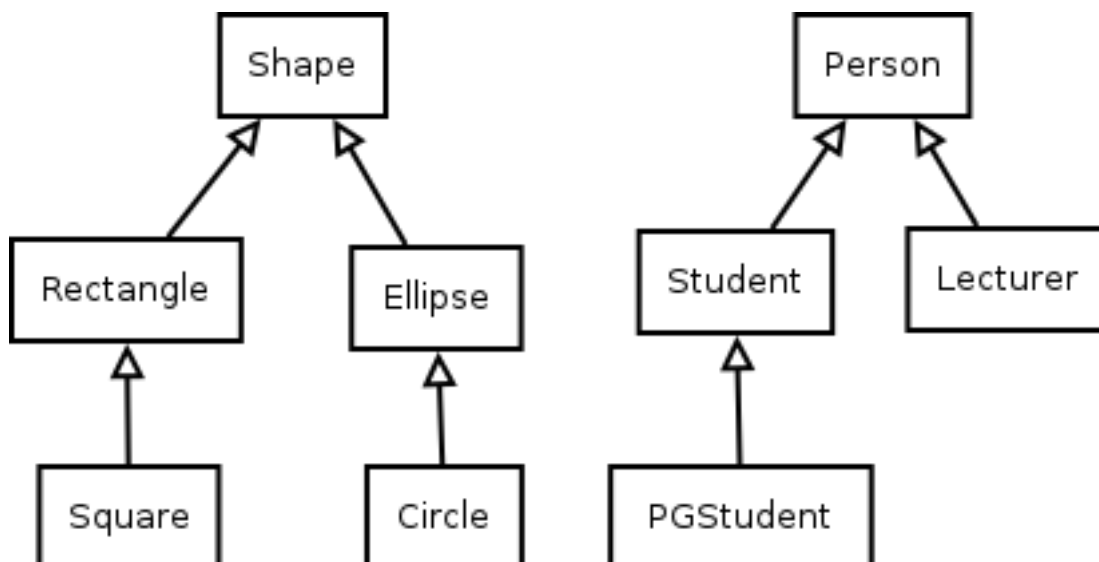 Shape
Person
Rectangle
Ellipse
Student
Lecturer
Square
Circle
PGStudent